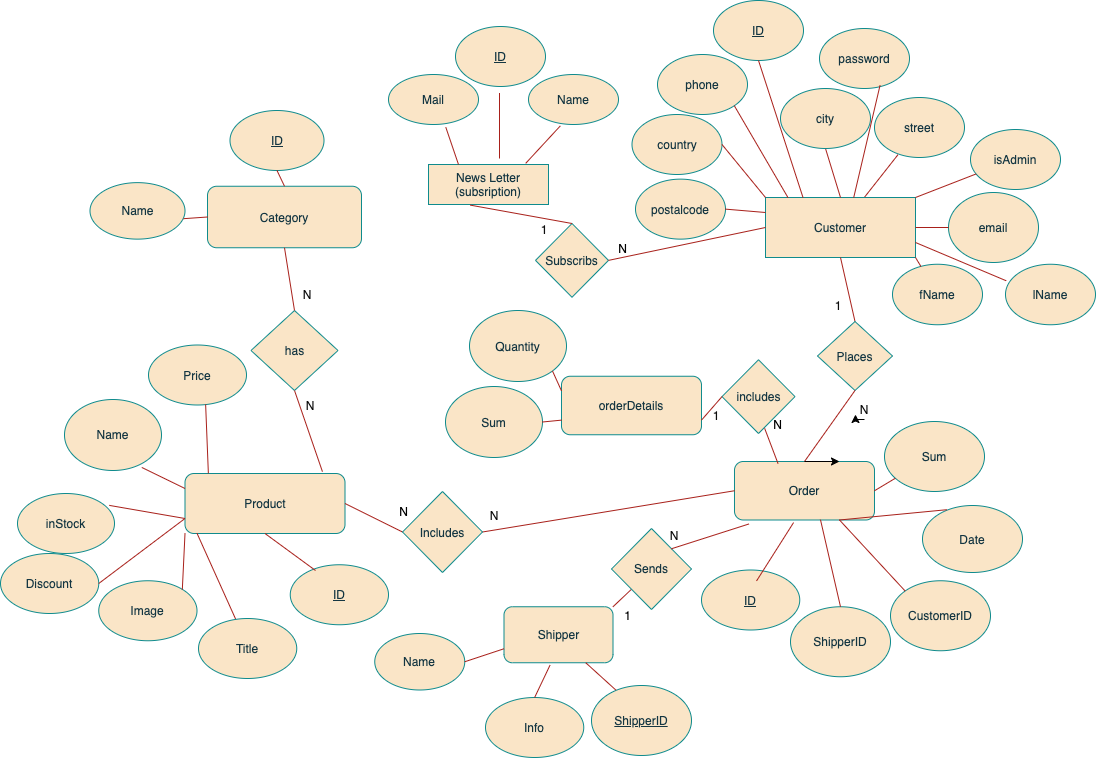 ID
password
ID
phone
Mail
Name
city
street
ID
country
isAdmin
News Letter
(subsription)
Name
Category
postalcode
Customer
email
1
N
Subscribs
N
fName
lName
1
Quantity
has
Places
Price
includes
N
orderDetails
1
N
N
Sum
Name
Sum
Order
Product
N
N
inStock
Includes
N
Date
Sends
Discount
ID
ID
Image
1
CustomerID
Shipper
ShipperID
Title
Name
Info
ShipperID